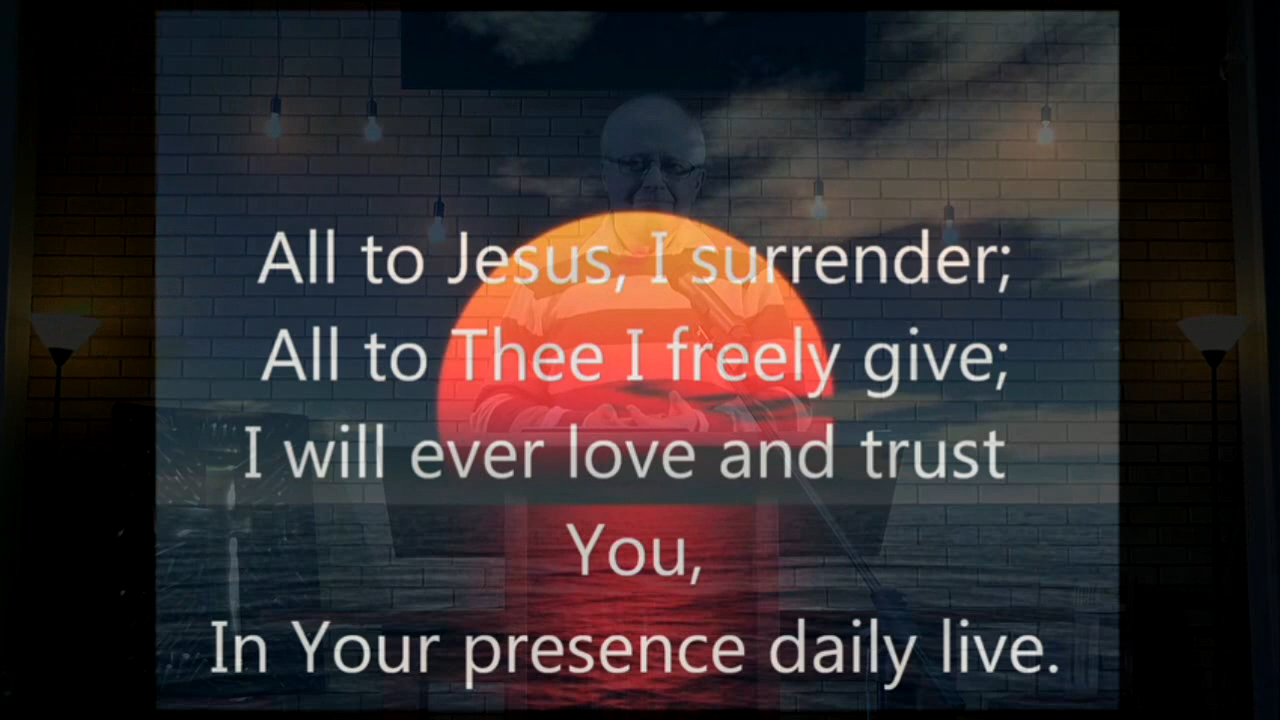 All to Jesus, I surrender;
All to Thee I freely give;
I will ever love and trust
You,
In Your presence daily live.